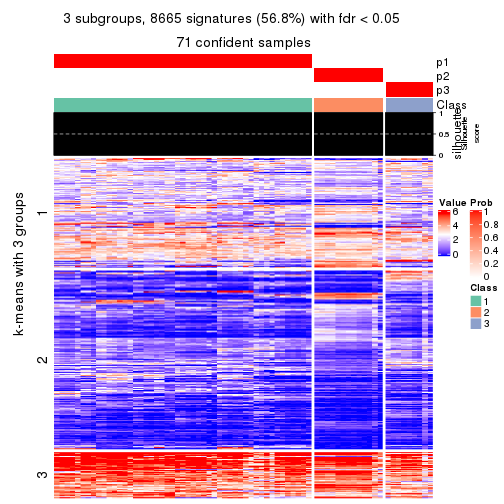 3 subgroups, 8665 signatures (56.8%) with fdr < 0.05
71 confident samples
p1
p2
p3
Class
1
0.5
0
silhouette
Silhouette
score
k-means with 3 groups
1
2
3
Value
6
4
2
0
Prob
1
0.8
0.6
0.4
0.2
0
Class
1
2
3